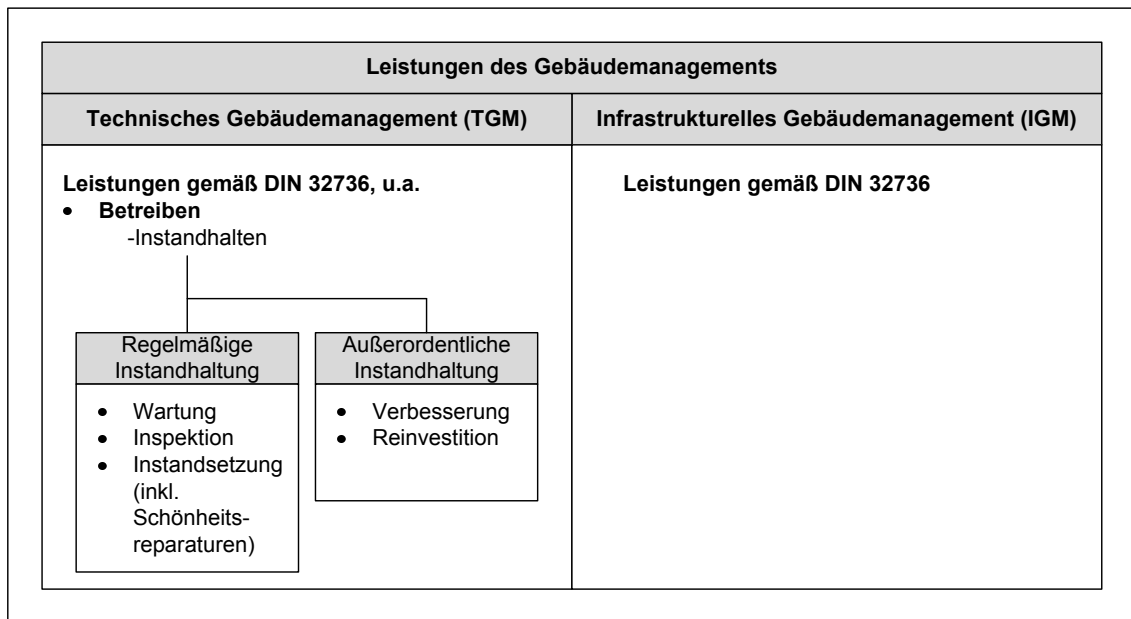 Leistungen des Gebäudemanagements
Technisches Gebäudemanagement (TGM)
Infrastrukturelles Gebäudemanagement (IGM)
Leistungen gemäß DIN 32736, u.a.
• Betreiben
-Instandhalten
Regelmäßige
Instandhaltung
• Wartung
• Inspektion
• Instandsetzung
(inkl.
Schönheits-
reparaturen)
Außerordentliche
Instandhaltung
• Verbesserung
• Reinvestition
Leistungen gemäß DIN 32736